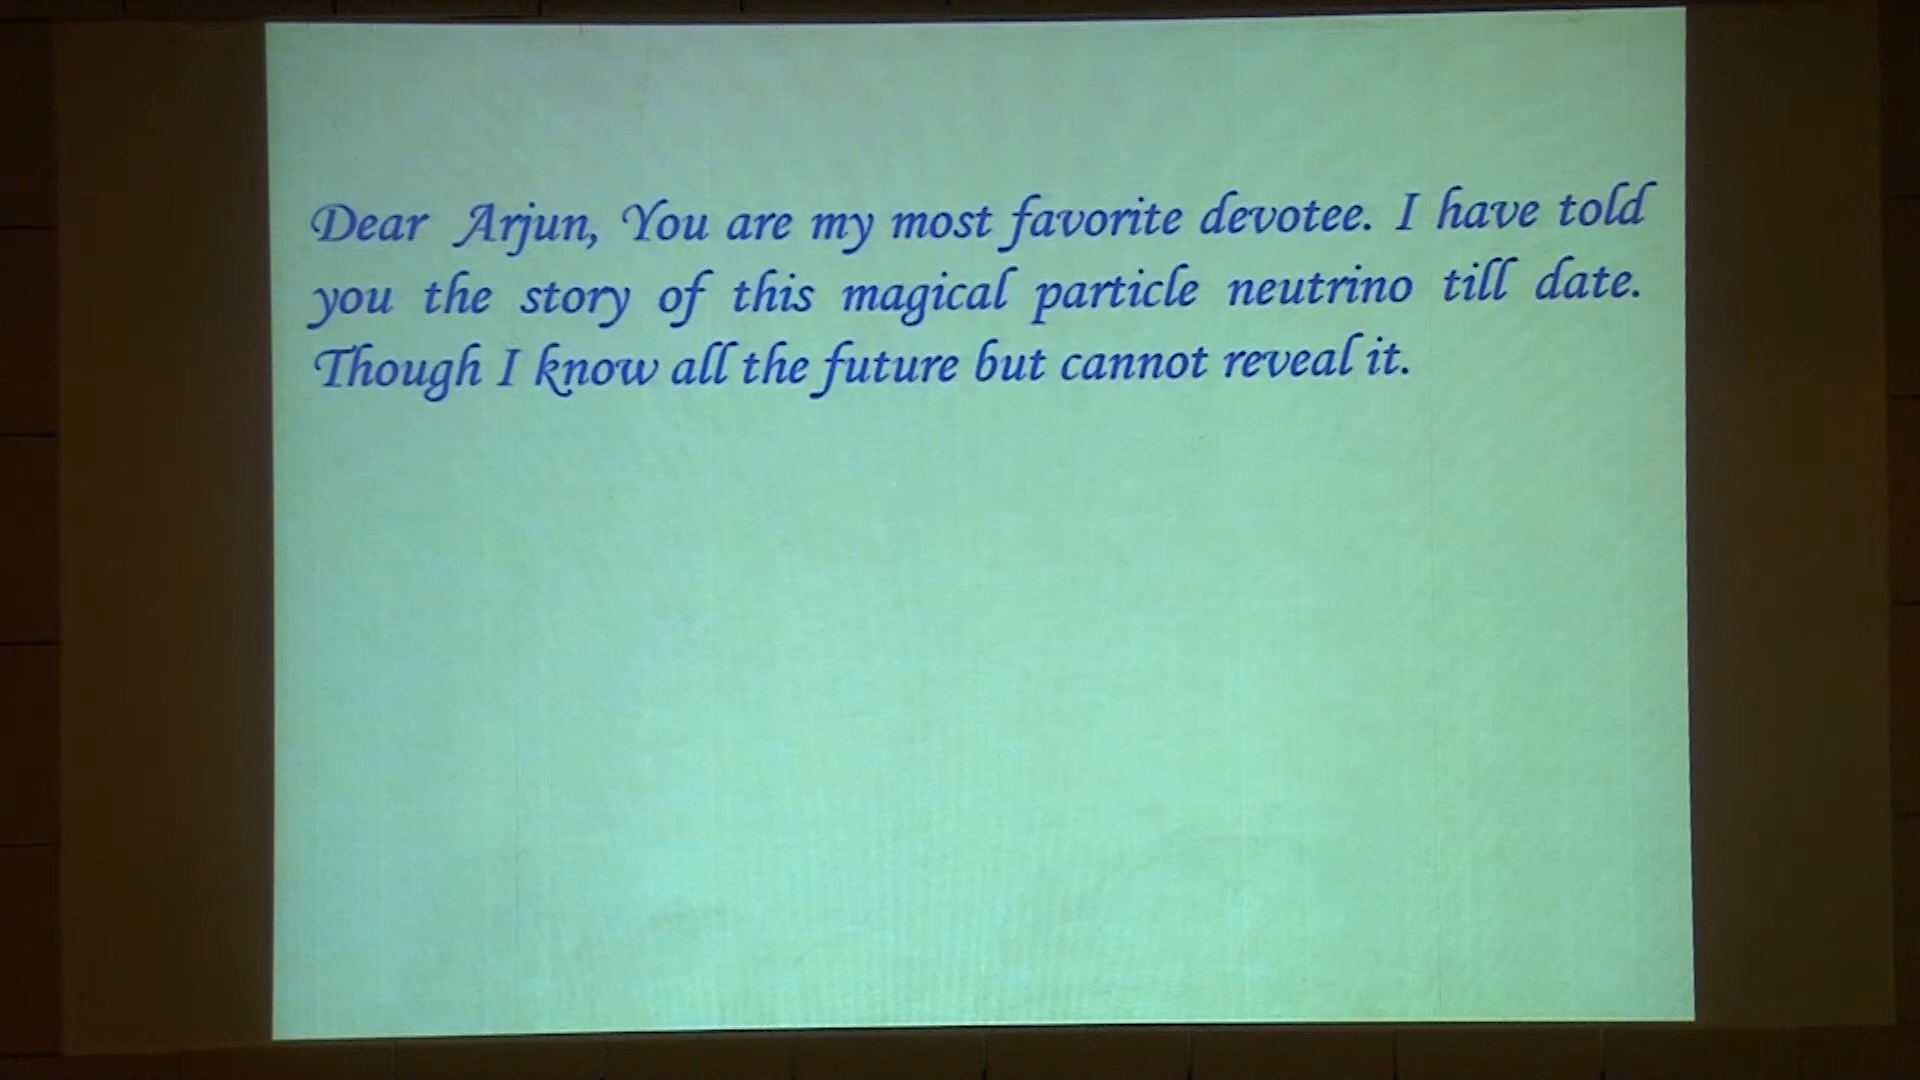 Dear Arjun, You are my most favorite devotee. I have told
you the story of this magical particle neutrino till date.
Though I know all the future but cannot reveal it.